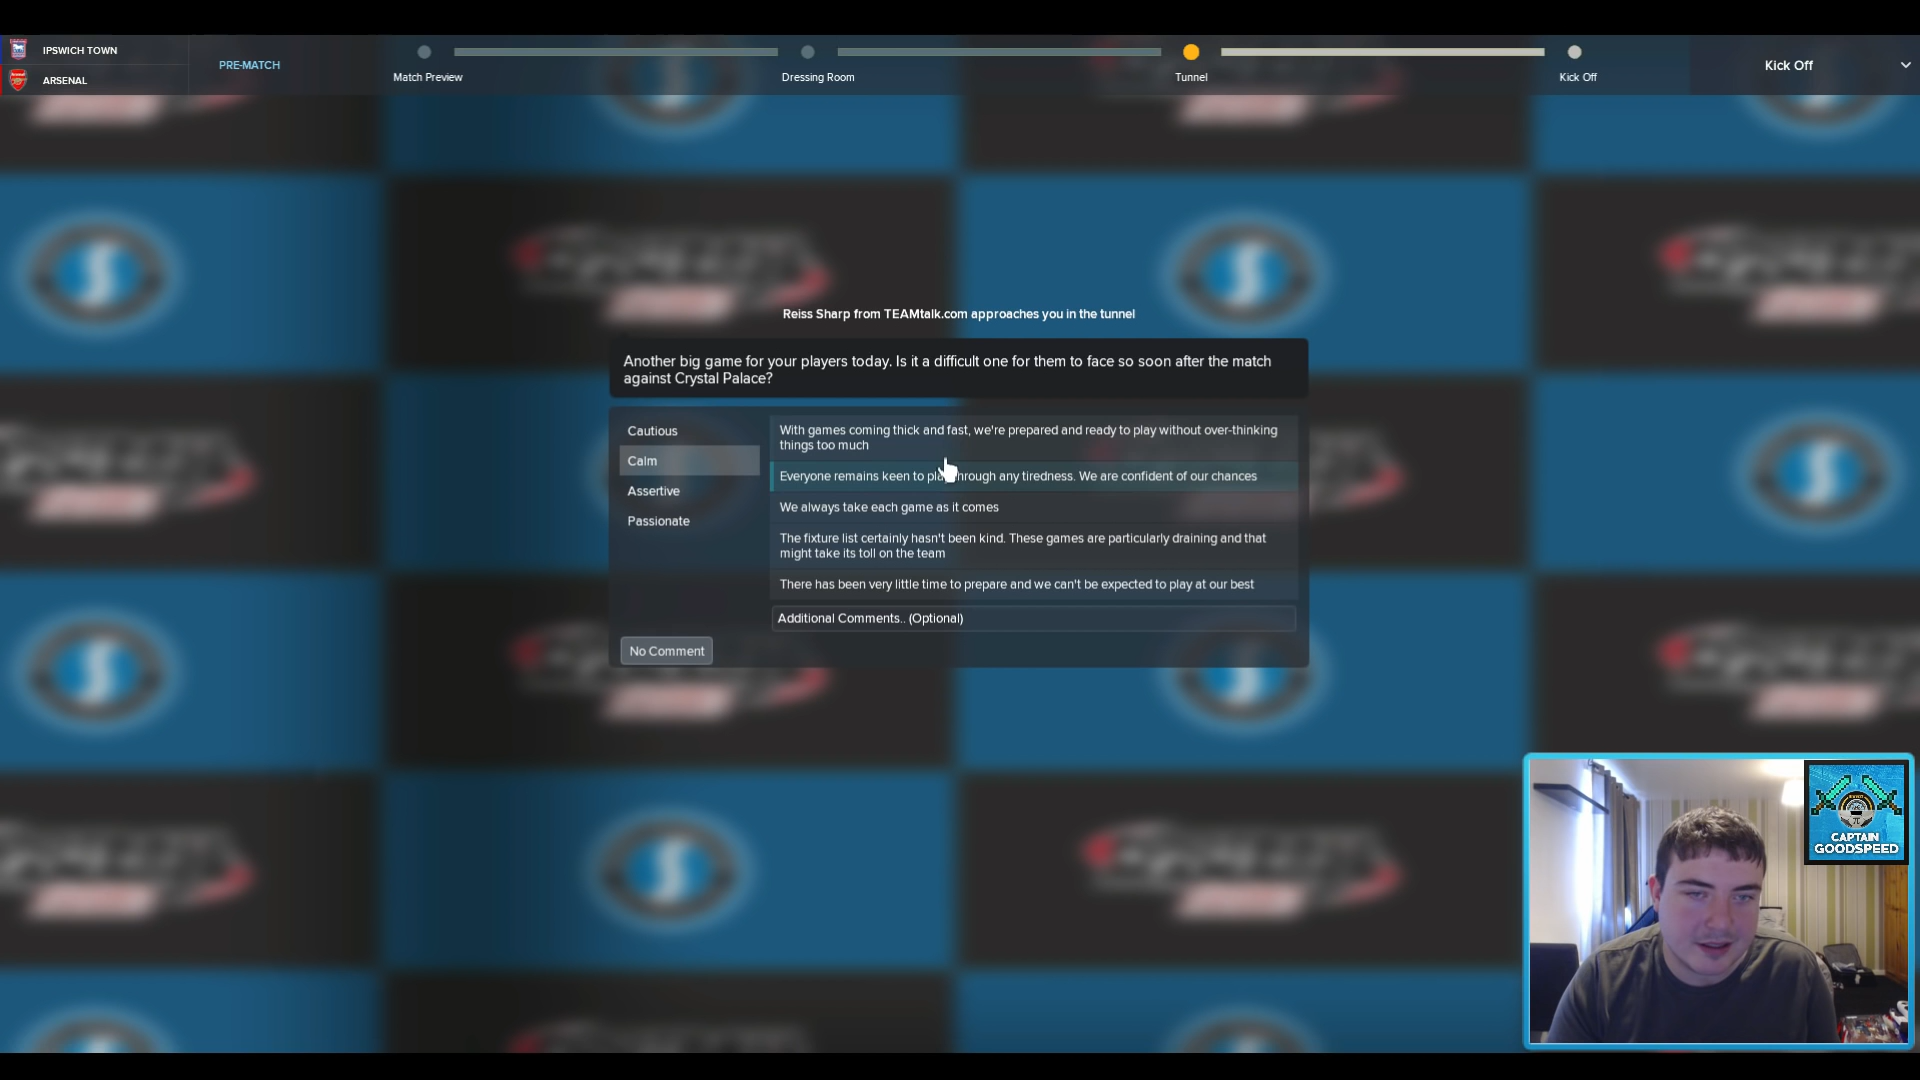 IPSWICH TOWN
ARSENAL
PRE-MATCH
Match Preview
Dressing Room
Tunnel
Kick Off
Kick Off
Reiss Sharp from TEAMtalk.com approaches you in the tunnel
Another big game for your players today. Is it a difficult one for them to face so soon after the match
against Crystal Palace?
Cautious
Calm
Assertive
Passionate
With games coming thick and fast, we're prepared and ready to play without over-thinking
things too much
Everyone remains keen to play through any tiredness. We are confident of our chances
We always take each game as it comes
The fixture list certainly hasn't been kind. These games are particularly draining and that
might take its toll on the team
There has been very little time to prepare and we can't be expected to play at our best
Additional Comments.. (Optional)
No Comment
CAPTAIN
GOODSPEED